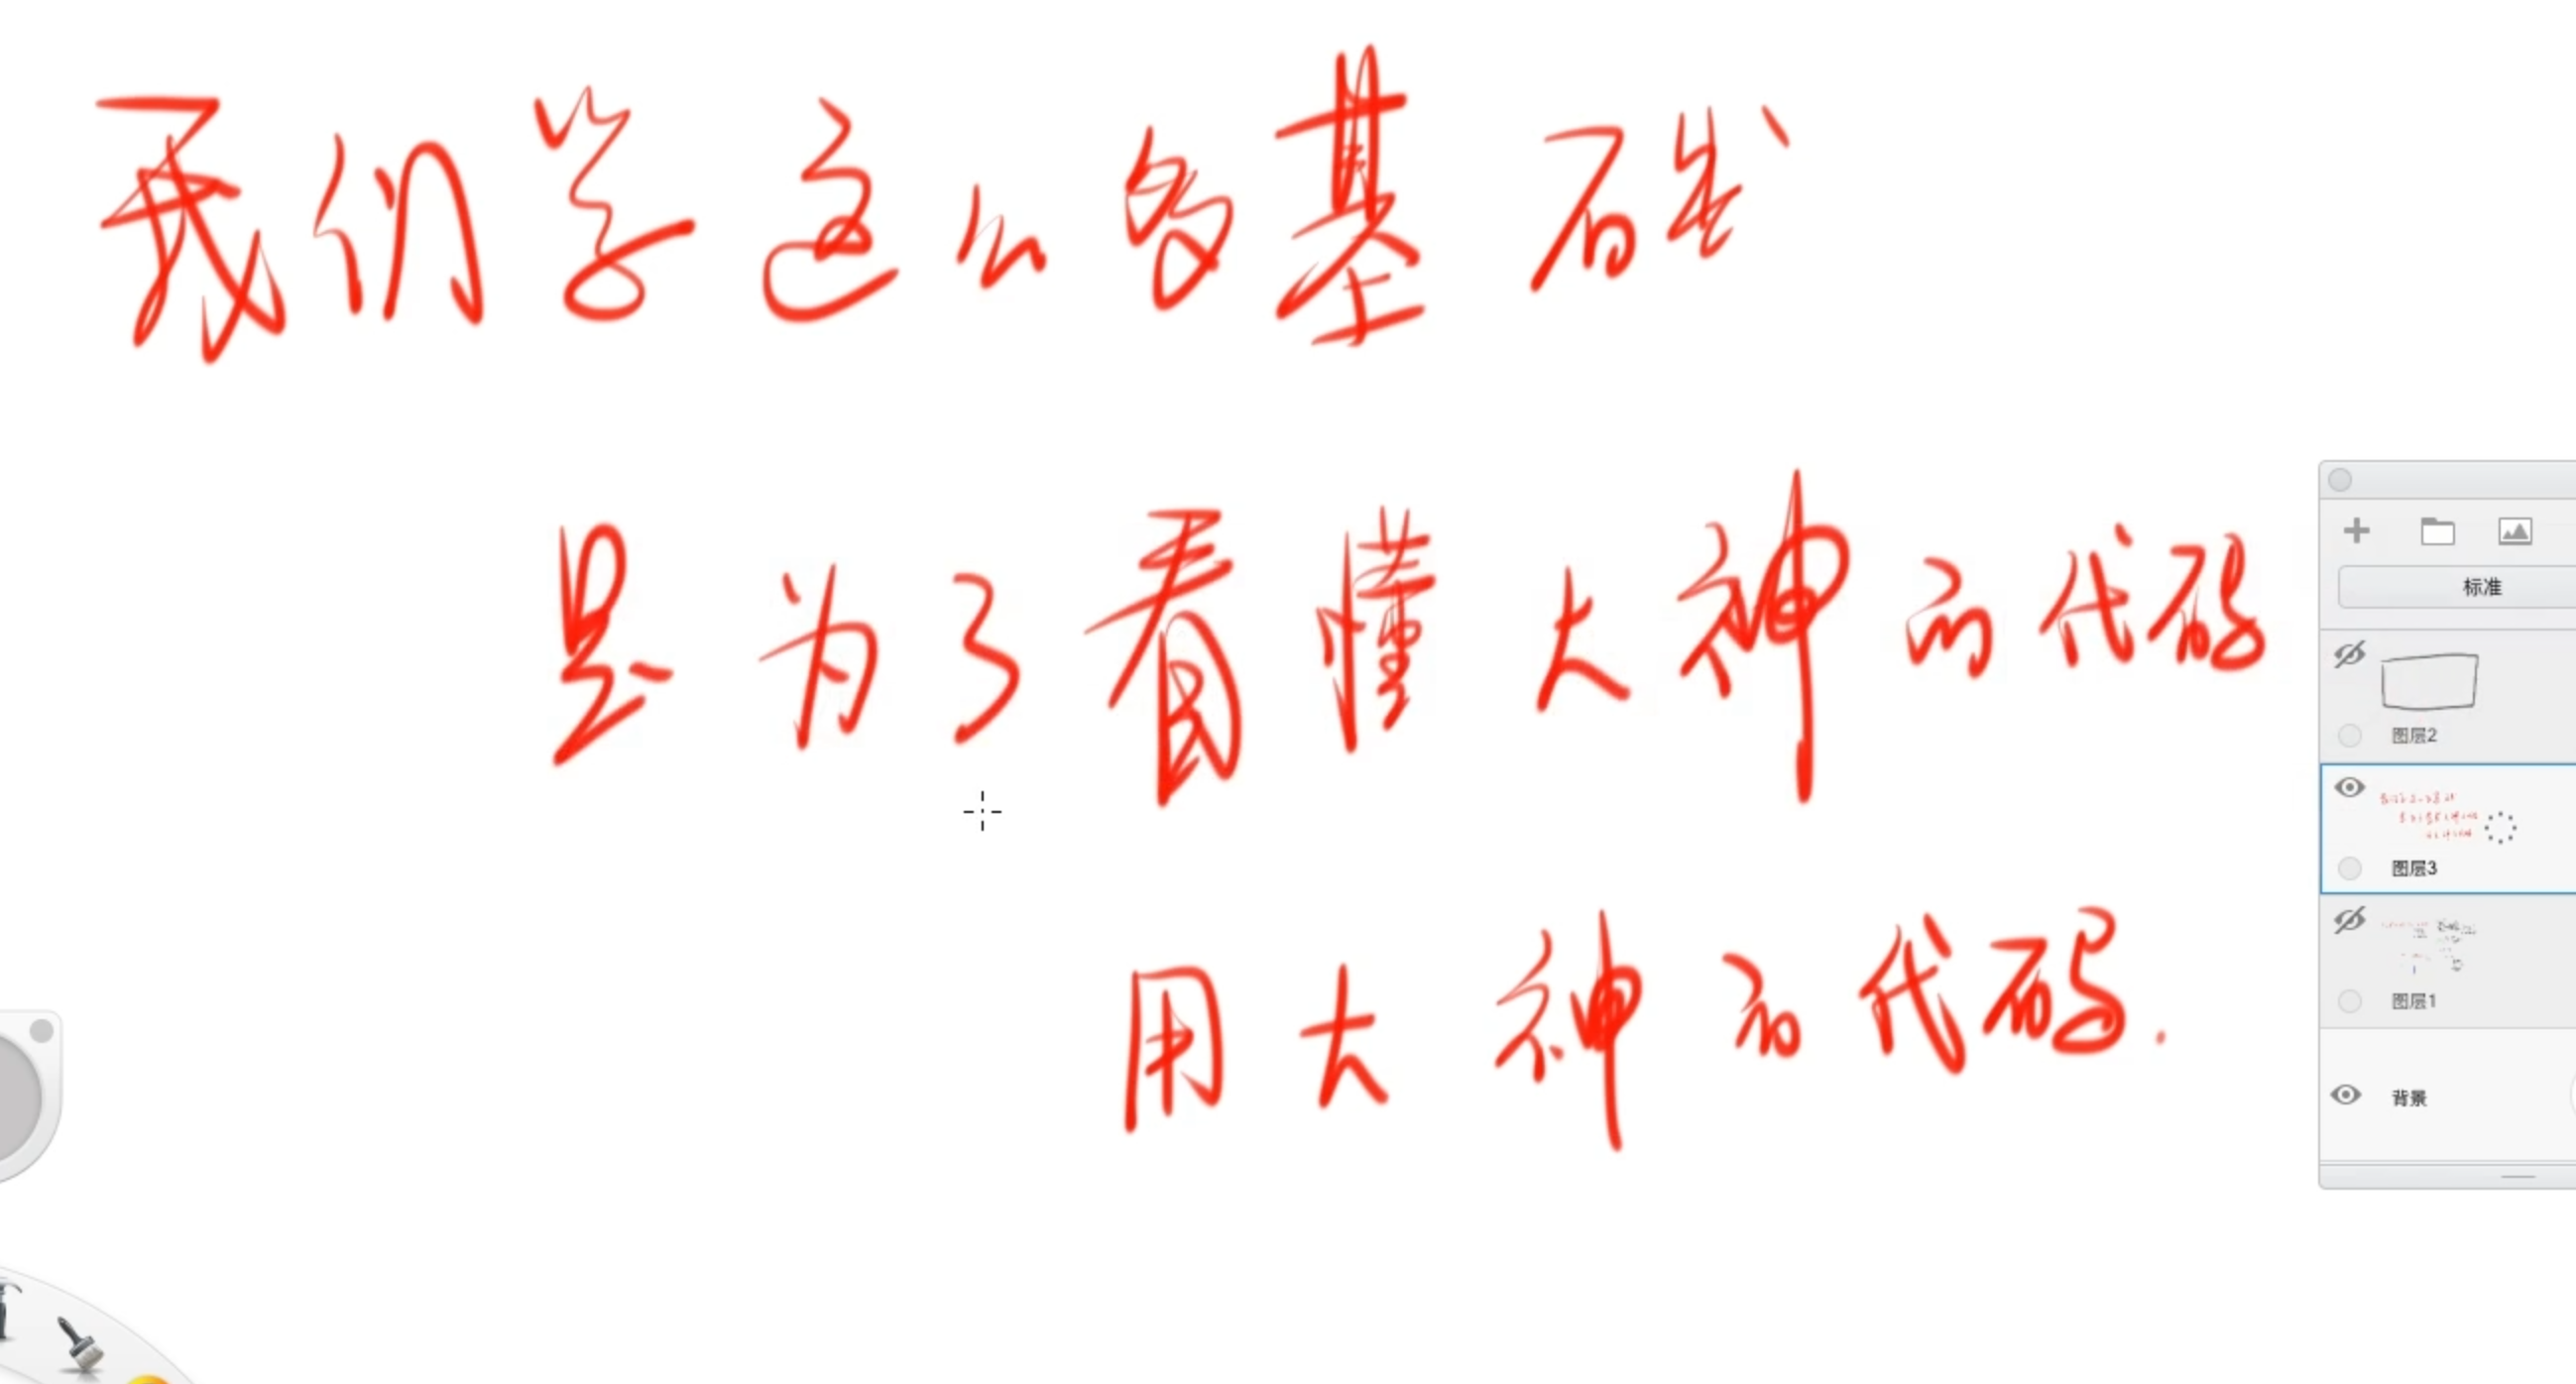 我们学这么多基础
是为了看懂大神的代码
用大神的代码.
标准
图层2
图层3
图层1
背景